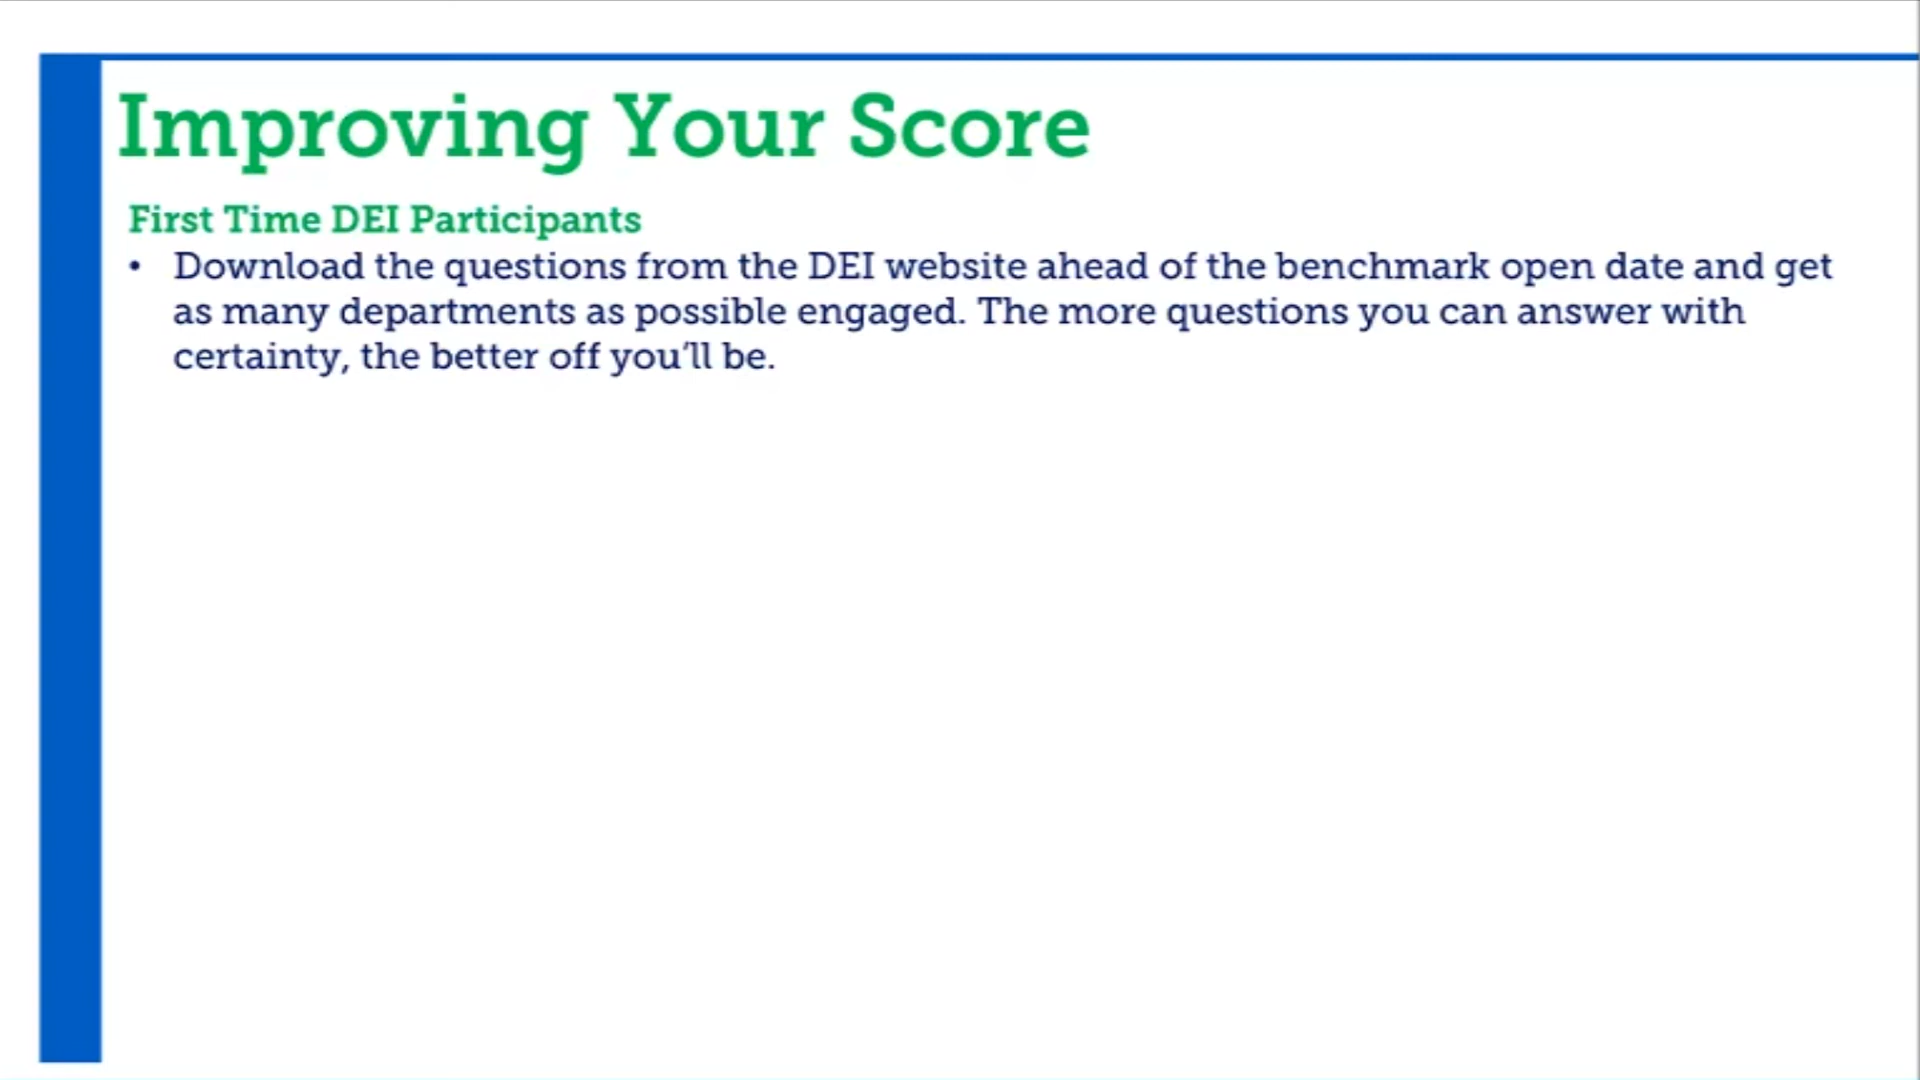 Improving Your Score
First Time DEI Participants
• Download the questions from the DEI website ahead of the benchmark open date and get
as many departments as possible engaged. The more questions you can answer with
certainty, the better off you’ll be.